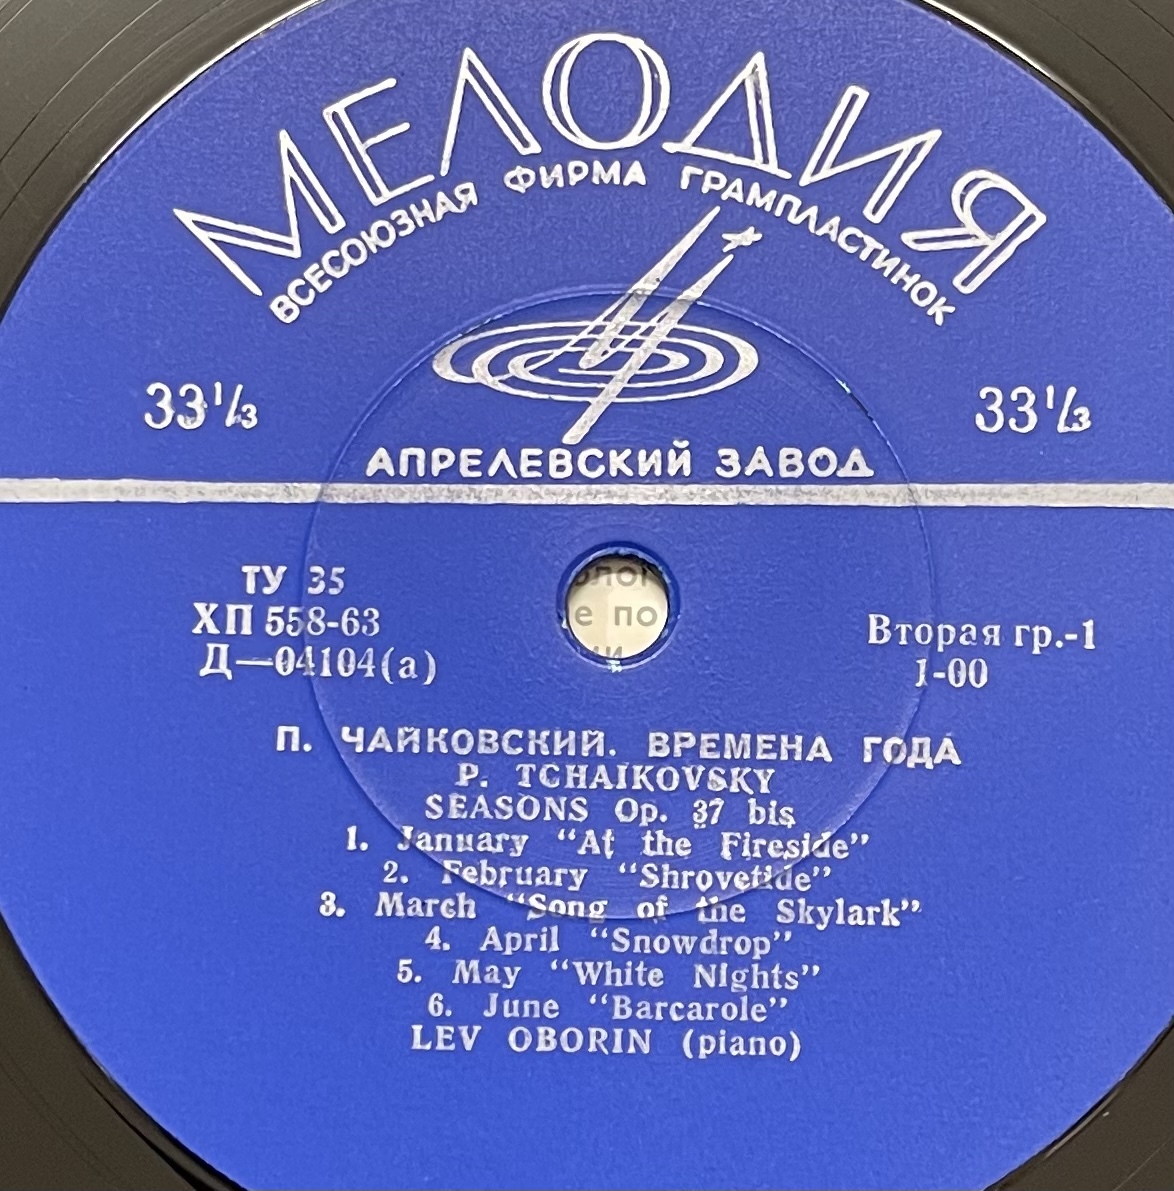 МЕЛОДИЯ
ВСЕСОЮЗНАЯ ФИРМА ГРАМПЛАСТИНОК
33⅓ 33⅓
АПРЕЛЕВСКИЙ ЗАВОД
ТУ 35
ХП 558-63
Д—04104(а)
Вторая гр.-1
1-00
П. ЧАЙКОВСКИЙ. ВРЕМЕНА ГОДА
P. TCHAIKOVSKY
SEASONS Op. 37 bis
1. January “At the Fireside”
2. February “Shrovetide”
3. March “Song of the Skylark”
4. April “Snowdrop”
5. May “White Nights”
6. June “Barcarole”
LEV OBORIN (piano)